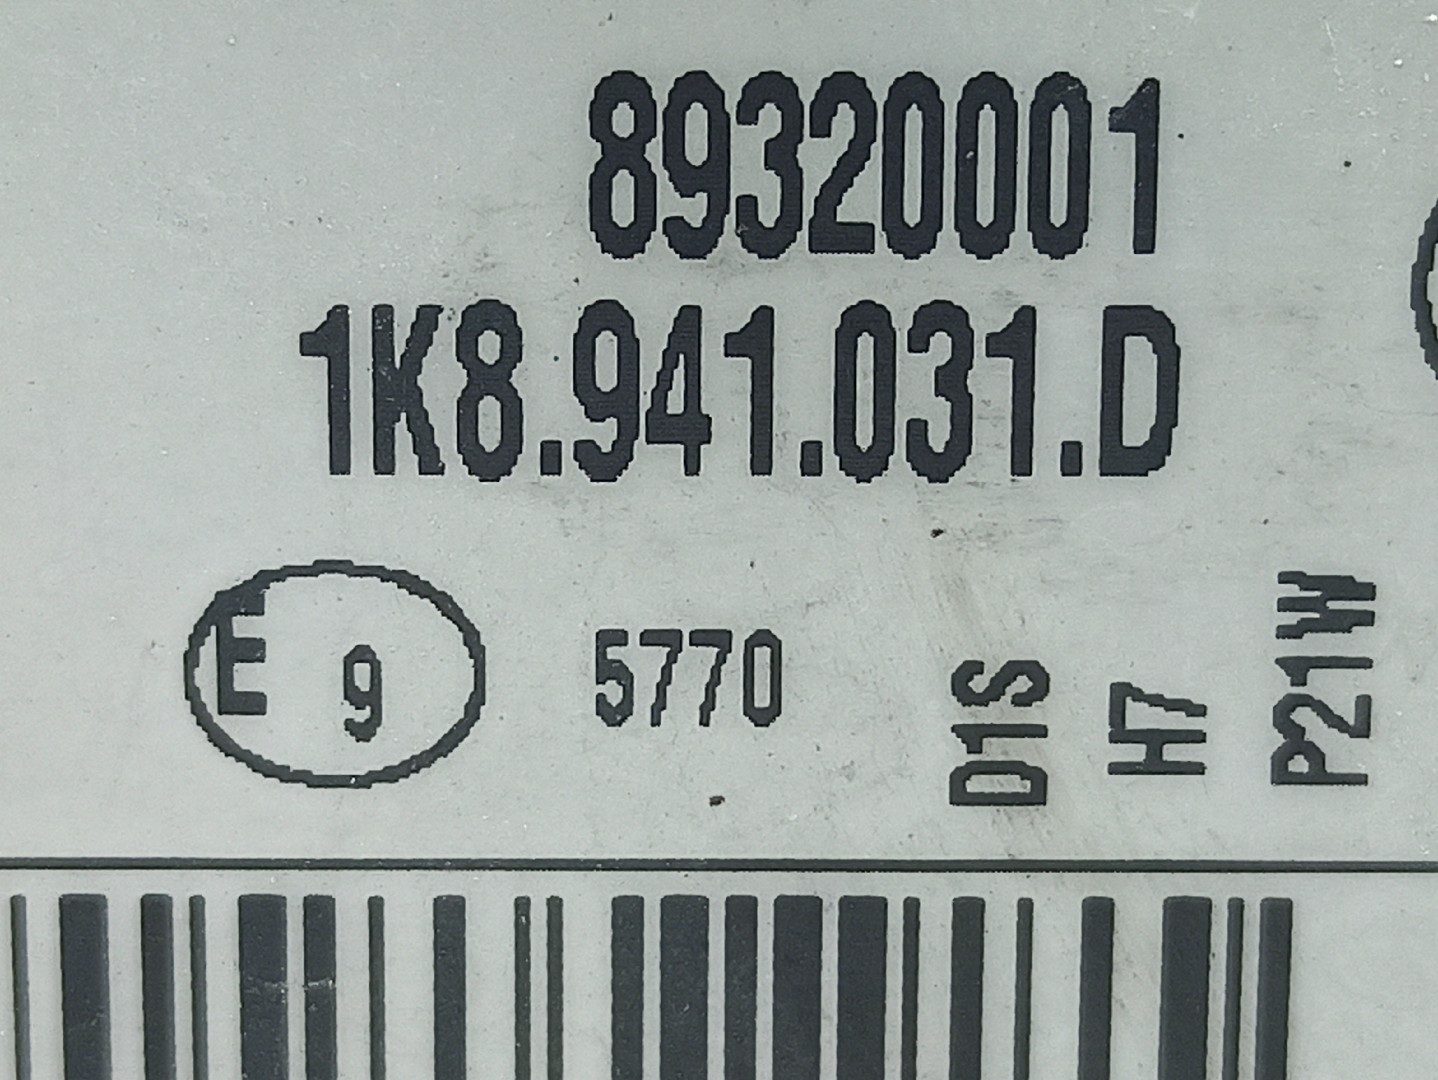 89320001
1K8.941.031.D
E 9 5770 D1S H7 P21W